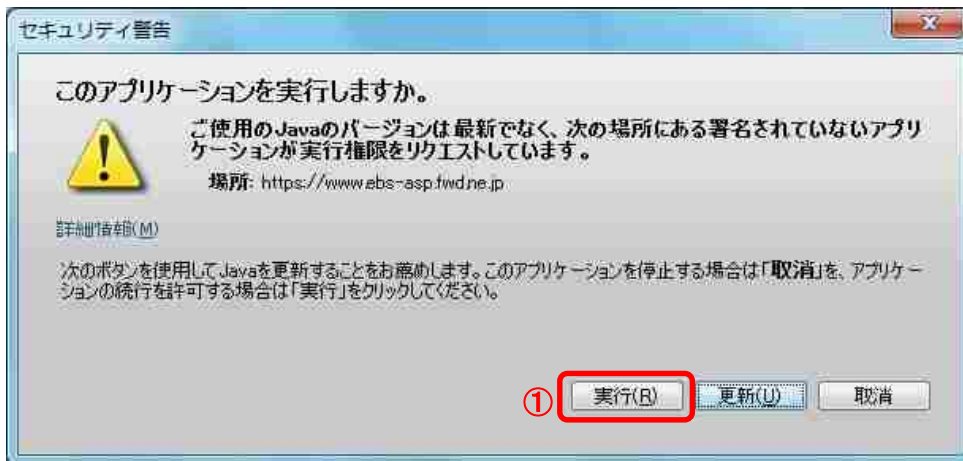 セキュリティ警告
このアプリケーションを実行しますか。
ご使用のJavaのバージョンは最新でなく、次の場所にある署名されていないアプリ
ケーションが実行権限をリクエストしています。
場所: https://www.ebs-asp.fwd.ne.jp
詳細情報(M)
次のボタンを使用してJavaを更新することをお薦めします。このアプリケーションを停止する場合は「取消」を、アプリケー
ションの続行を許可する場合は「実行」をクリックしてください。
① 実行(R) 更新(U) 取消